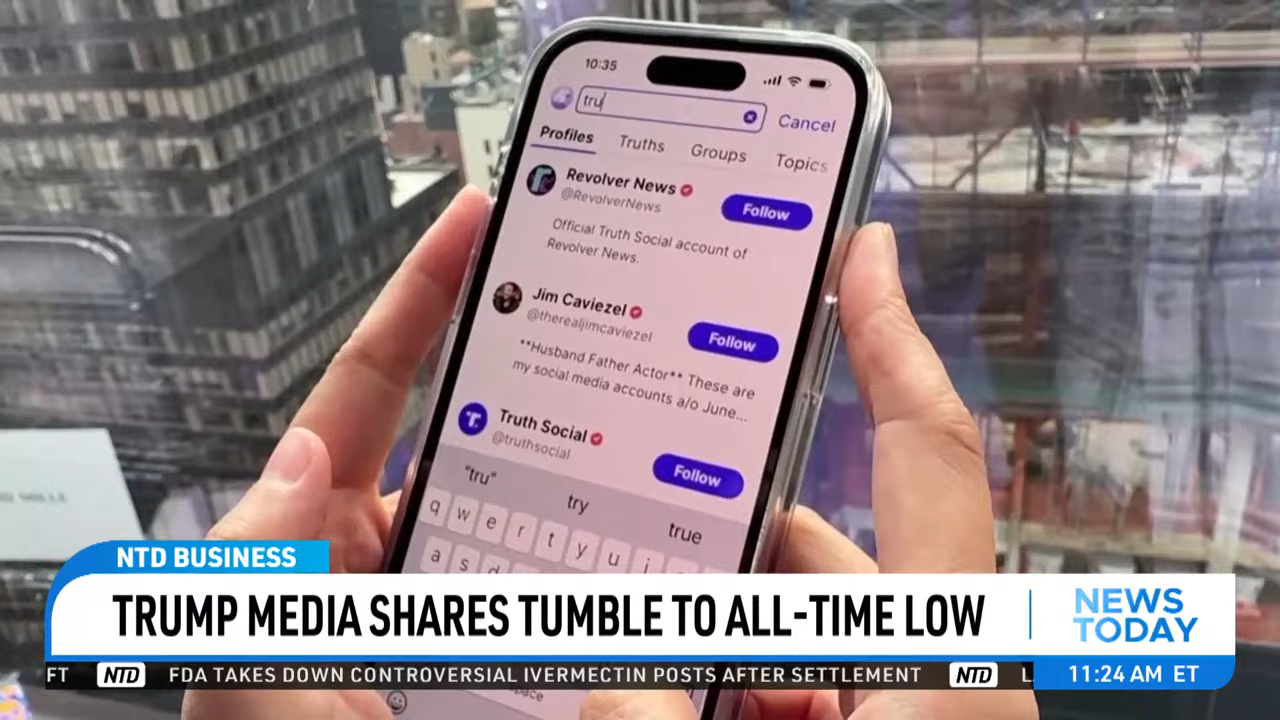 10:35
tru
Cancel
Profiles Truths Groups Topics
Revolver News
@RevolverNews
Follow
Official Truth Social account of
Revolver News.
Jim Caviezel
@therealjimcaviezel
Follow
**Husband Father Actor** These are
my social media accounts a/o June...
Truth Social
@truthsocial
Follow
"tru" try true
q w e r t y u i
a s d
space
NTD BUSINESS
TRUMP MEDIA SHARES TUMBLE TO ALL-TIME LOW
NEWS
TODAY
FT NTD FDA TAKES DOWN CONTROVERSIAL IVERMECTIN POSTS AFTER SETTLEMENT NTD
11:24 AM ET